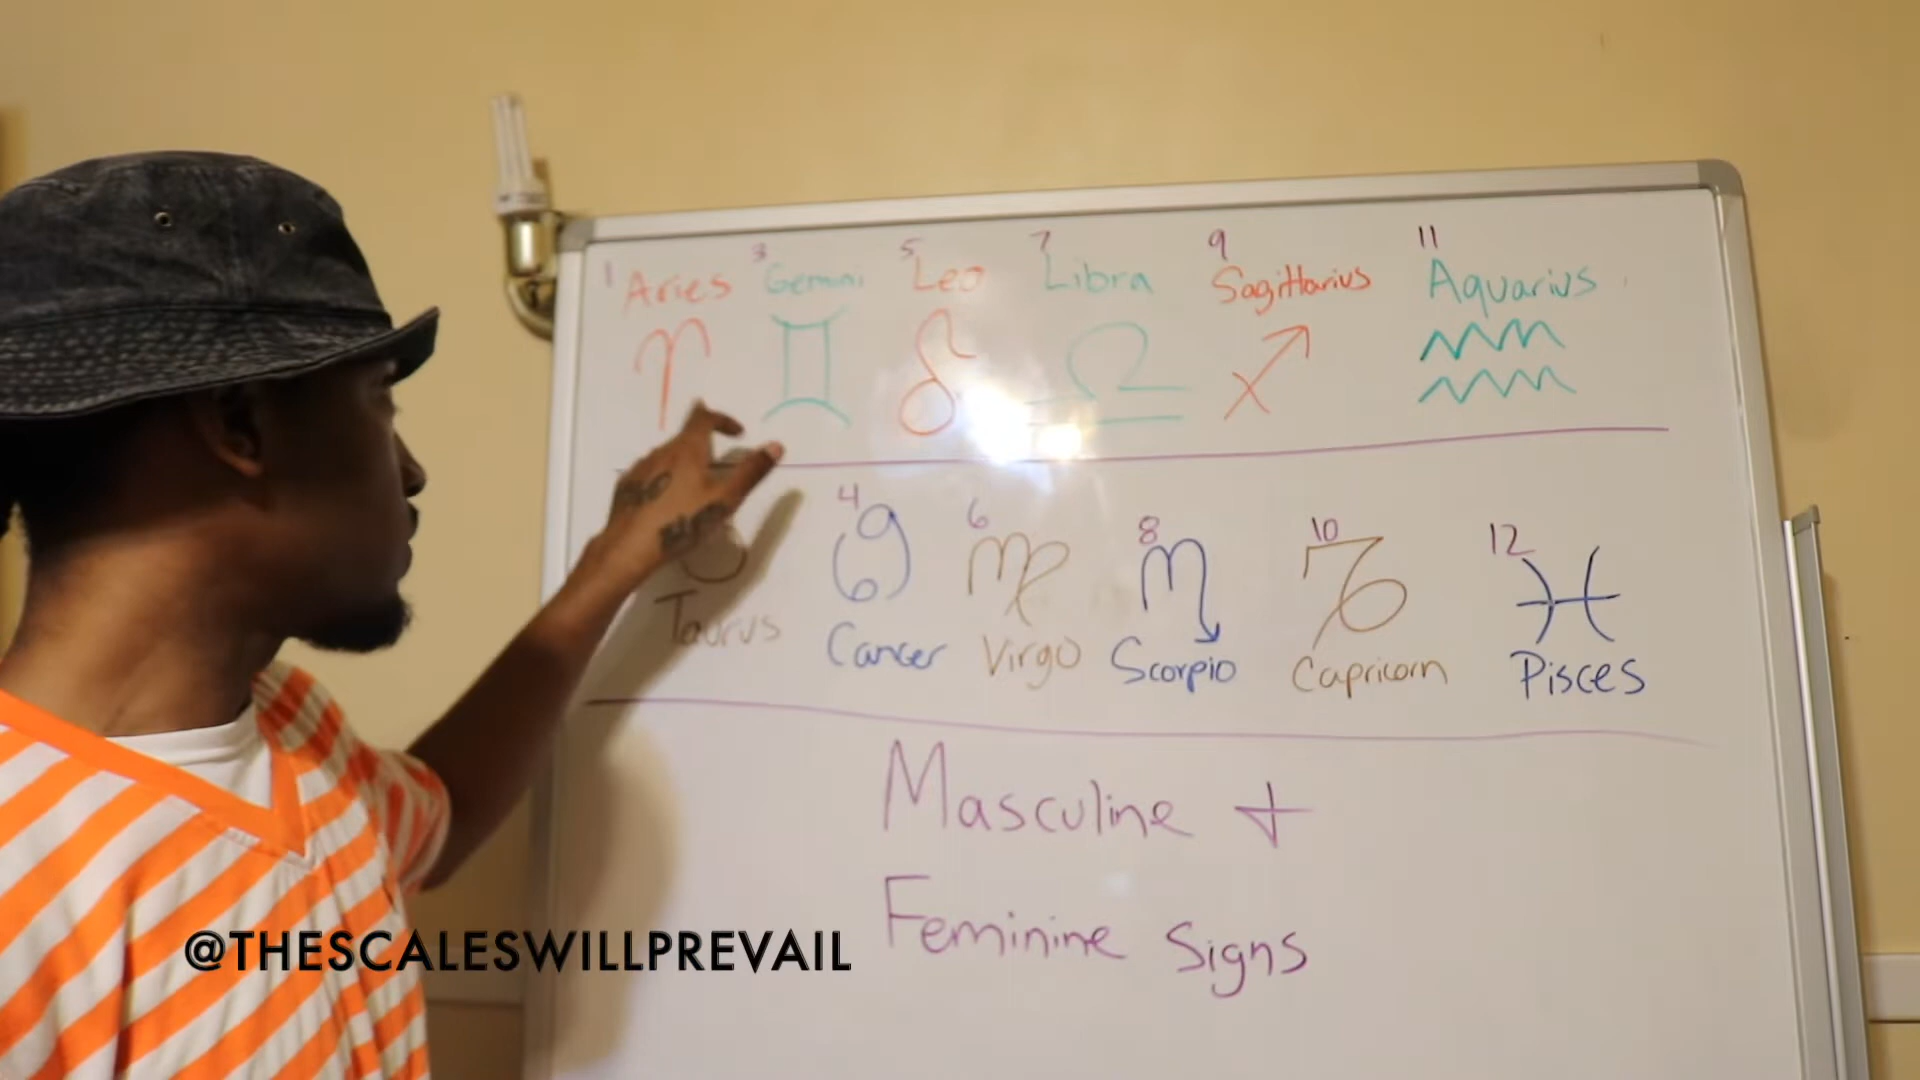 1 3 5 7 9 11
Aries Gemini Leo Libra Sagittarius Aquarius
♈ ♊ ♌ ♎ ♐ ♒
4 6 8 10 12
♋ ♍ ♏ ♑ ♓
Taurus Cancer Virgo Scorpio Capricorn Pisces
Masculine +
Feminine Signs
@THESCALESWILLPREVAIL